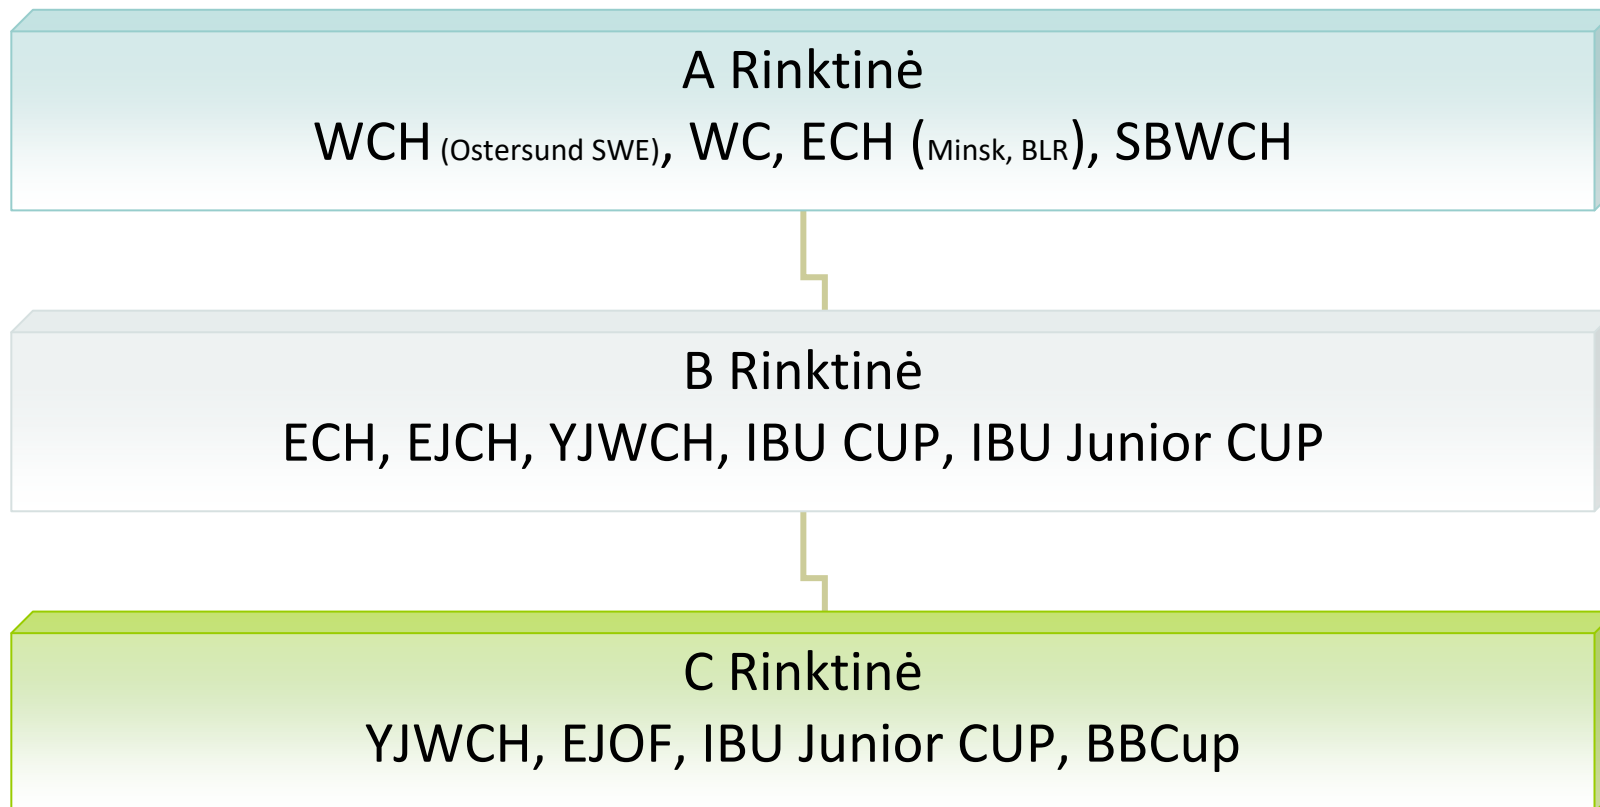 A Rinktinė
WCH (Ostersund SWE), WC, ECH (Minsk, BLR), SBWCH
B Rinktinė
ECH, EJCH, YJWCH, IBU CUP, IBU Junior CUP
C Rinktinė
YJWCH, EJOF, IBU Junior CUP, BBCup